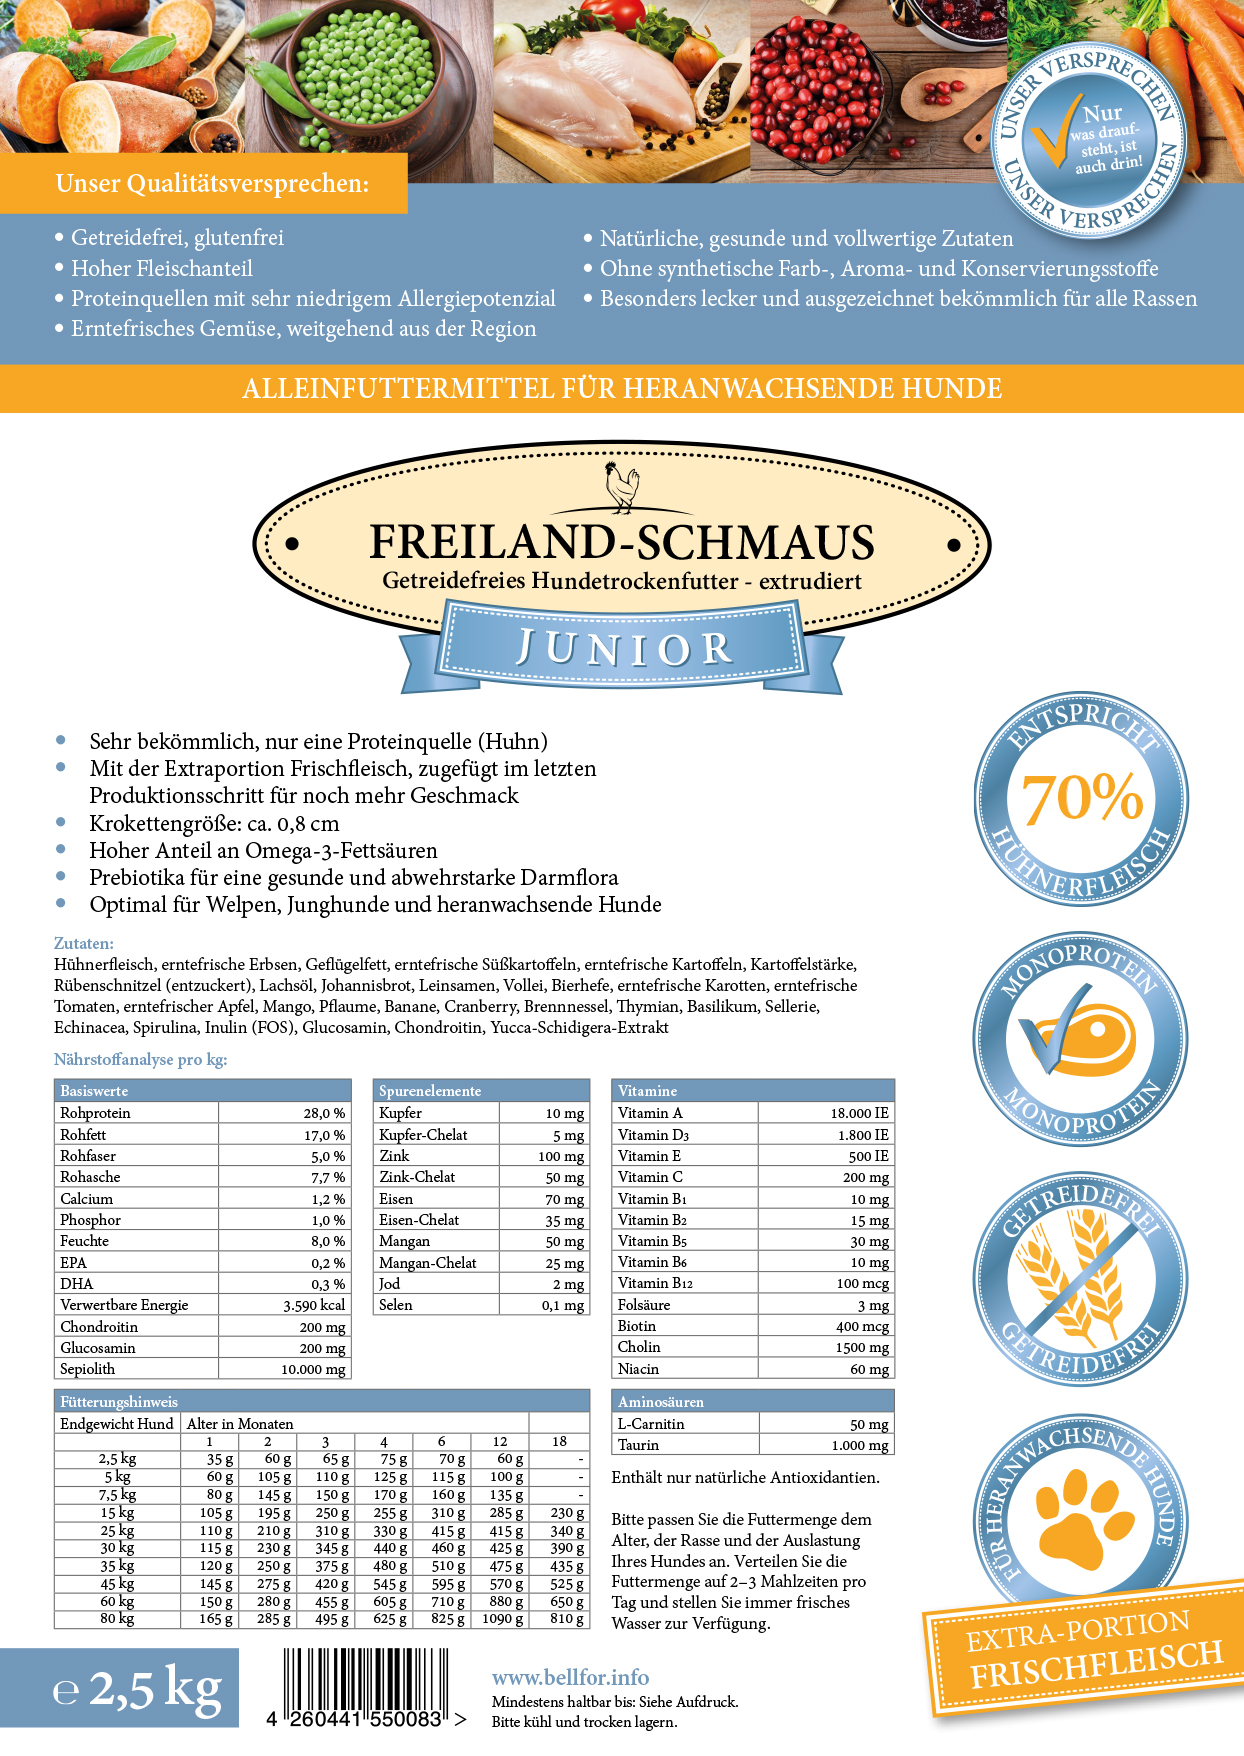 UNSER VERSPRECHEN
Nur
was drauf-
steht, ist
auch drin!
UNSER VERSPRECHEN
Unser Qualitätsversprechen:
• Getreidefrei, glutenfrei
• Hoher Fleischanteil
• Proteinquellen mit sehr niedrigem Allergiepotenzial
• Erntefrisches Gemüse, weitgehend aus der Region
• Natürliche, gesunde und vollwertige Zutaten
• Ohne synthetische Farb-, Aroma- und Konservierungsstoffe
• Besonders lecker und ausgezeichnet bekömmlich für alle Rassen
ALLEINFUTTERMITTEL FÜR HERANWACHSENDE HUNDE
FREILAND-SCHMAUS
Getreidefreies Hundetrockenfutter - extrudiert
JUNIOR
• Sehr bekömmlich, nur eine Proteinquelle (Huhn)
• Mit der Extraportion Frischfleisch, zugefügt im letzten
Produktionsschritt für noch mehr Geschmack
• Krokettengröße: ca. 0,8 cm
• Hoher Anteil an Omega-3-Fettsäuren
• Prebiotika für eine gesunde und abwehrstarke Darmflora
• Optimal für Welpen, Junghunde und heranwachsende Hunde
ENTSPRICHT
70%
HÜHNERFLEISCH
Zutaten:
Hühnerfleisch, erntefrische Erbsen, Geflügelfett, erntefrische Süßkartoffeln, erntefrische Kartoffeln, Kartoffelstärke,
Rübenschnitzel (entzuckert), Lachsöl, Johannisbrot, Leinsamen, Vollei, Bierhefe, erntefrische Karotten, erntefrische
Tomaten, erntefrischer Apfel, Mango, Pflaume, Banane, Cranberry, Brennnessel, Thymian, Basilikum, Sellerie,
Echinacea, Spirulina, Inulin (FOS), Glucosamin, Chondroitin, Yucca-Schidigera-Extrakt
MONOPROTEIN
MONOPROTEIN
Nährstoffanalyse pro kg:
Basiswerte
Rohprotein 28,0 %
Rohfett 17,0 %
Rohfaser 5,0 %
Rohasche 7,7 %
Calcium 1,2 %
Phosphor 1,0 %
Feuchte 8,0 %
EPA 0,2 %
DHA 0,3 %
Verwertbare Energie 3.590 kcal
Chondroitin 200 mg
Glucosamin 200 mg
Sepiolith 10.000 mg
Spurenelemente
Kupfer 10 mg
Kupfer-Chelat 5 mg
Zink 100 mg
Zink-Chelat 50 mg
Eisen 70 mg
Eisen-Chelat 35 mg
Mangan 50 mg
Mangan-Chelat 25 mg
Jod 2 mg
Selen 0,1 mg
Vitamine
Vitamin A 18.000 IE
Vitamin D3 1.800 IE
Vitamin E 500 IE
Vitamin C 200 mg
Vitamin B1 10 mg
Vitamin B2 15 mg
Vitamin B5 30 mg
Vitamin B6 10 mg
Vitamin B12 100 mcg
Folsäure 3 mg
Biotin 400 mcg
Cholin 1500 mg
Niacin 60 mg
GETREIDEFREI
GETREIDEFREI
Fütterungshinweis
Endgewicht Hund Alter in Monaten
1 2 3 4 6 12 18
2,5 kg 35 g 60 g 65 g 75 g 70 g 60 g -
5 kg 60 g 105 g 110 g 125 g 115 g 100 g -
7,5 kg 80 g 145 g 150 g 170 g 160 g 135 g -
15 kg 105 g 195 g 250 g 255 g 310 g 285 g 230 g
25 kg 110 g 210 g 310 g 330 g 415 g 415 g 340 g
30 kg 115 g 230 g 345 g 440 g 460 g 425 g 390 g
35 kg 120 g 250 g 375 g 480 g 510 g 475 g 435 g
45 kg 145 g 275 g 420 g 545 g 595 g 570 g 525 g
60 kg 150 g 280 g 455 g 605 g 710 g 880 g 650 g
80 kg 165 g 285 g 495 g 625 g 825 g 1090 g 810 g
Aminosäuren
L-Carnitin 50 mg
Taurin 1.000 mg
Enthält nur natürliche Antioxidantien.
Bitte passen Sie die Futtermenge dem
Alter, der Rasse und der Auslastung
Ihres Hundes an. Verteilen Sie die
Futtermenge auf 2–3 Mahlzeiten pro
Tag und stellen Sie immer frisches
Wasser zur Verfügung.
FÜR HERANWACHSENDE HUNDE
EXTRA-PORTION
FRISCHFLEISCH
℮ 2,5 kg
4 260441 550083 >
www.bellfor.info
Mindestens haltbar bis: Siehe Aufdruck.
Bitte kühl und trocken lagern.